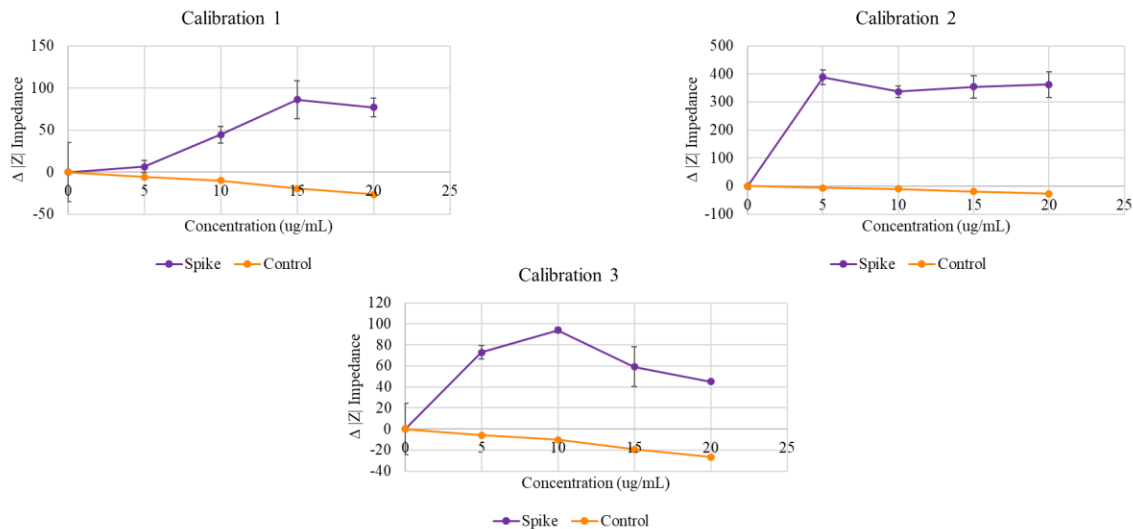 Calibration 1
150
100
50
0
-50
Δ |Z| Impedance
0 5 10 15 20 25
Concentration (ug/mL)
Spike Control
Calibration 2
500
400
300
200
100
0
-100
Δ |Z| Impedance
0 5 10 15 20 25
Concentration (ug/mL)
Spike Control
Calibration 3
120
100
80
60
40
20
0
-20
-40
Δ |Z| Impedance
0 5 10 15 20 25
Concentration (ug/mL)
Spike Control